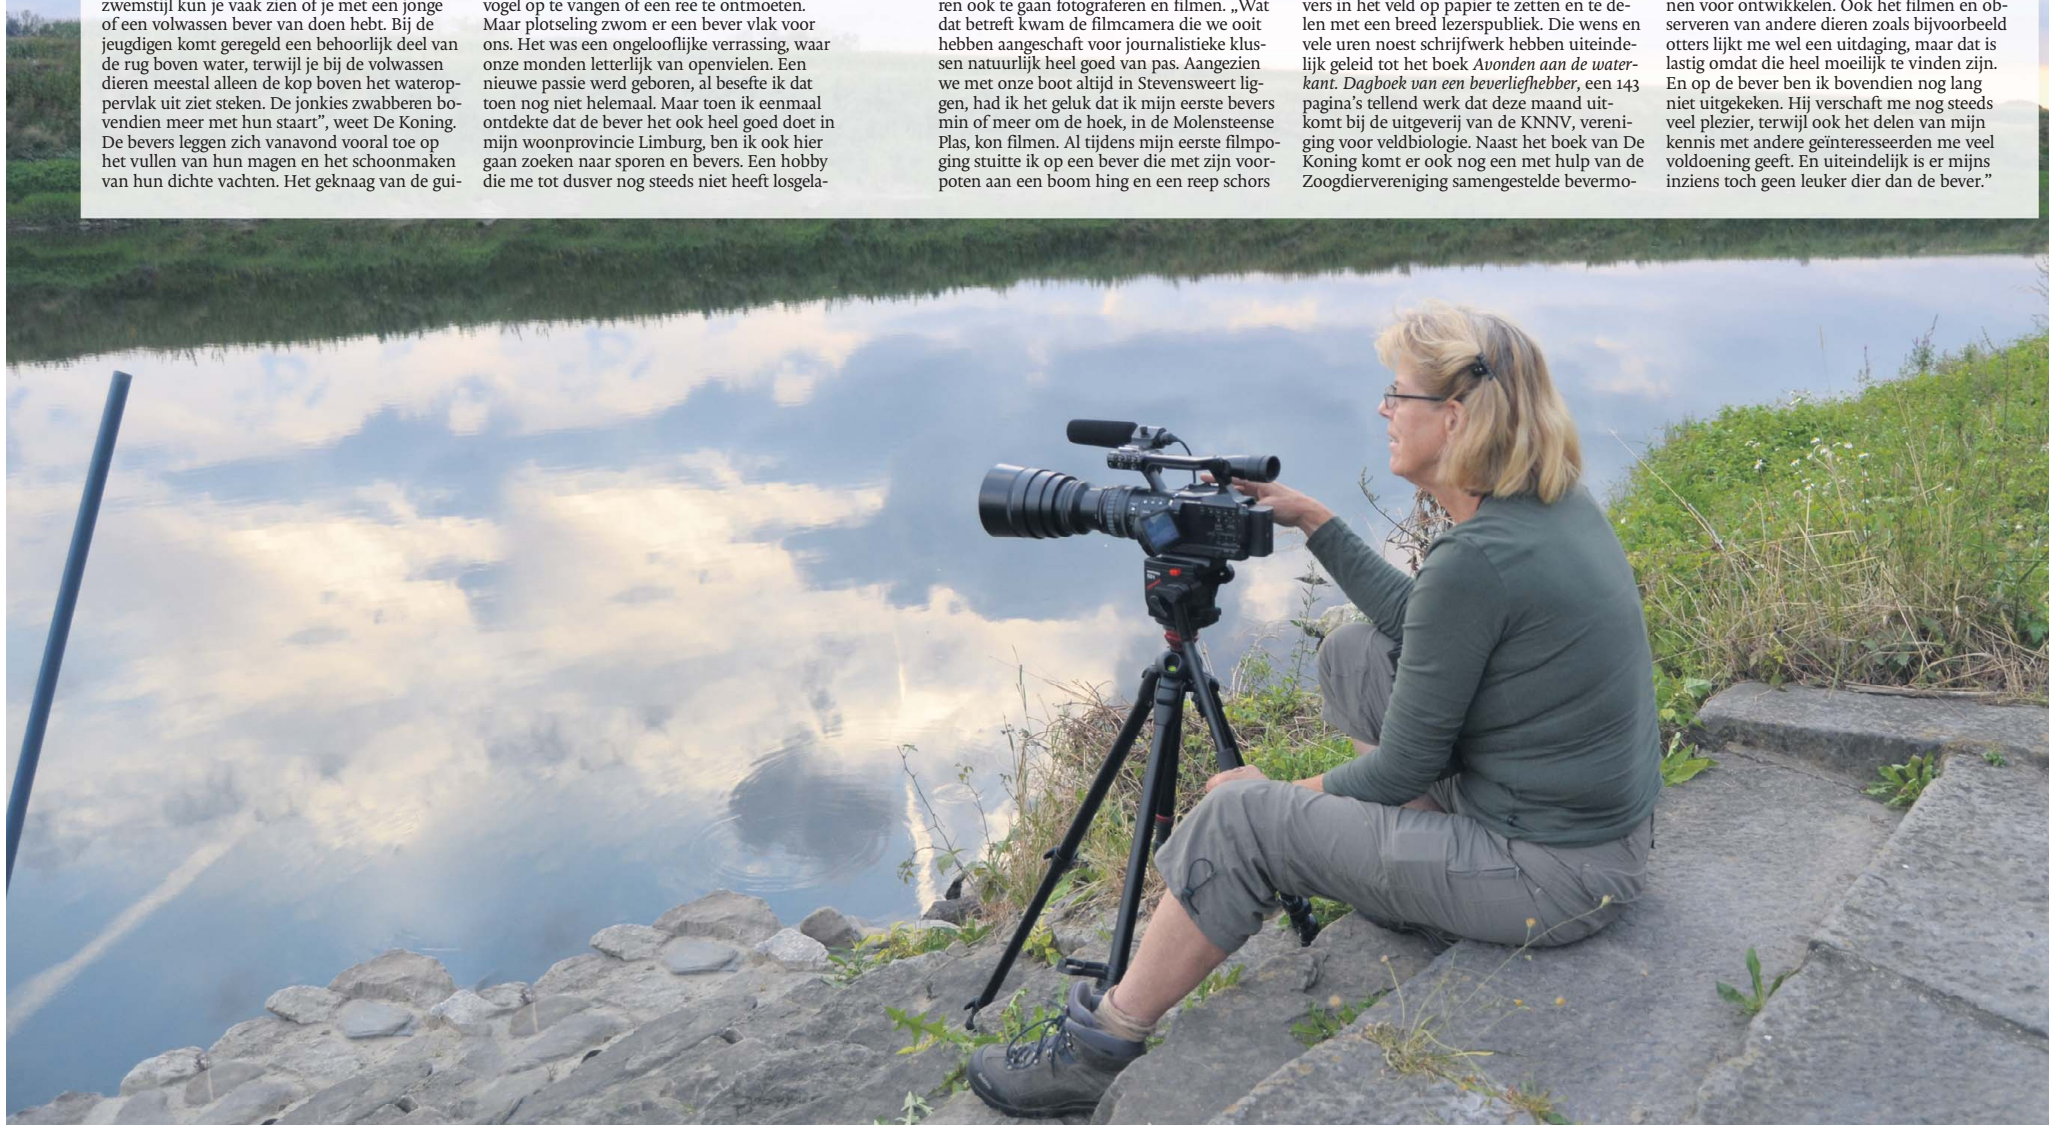 zwemstijl kun je vaak zien of je met een jonge
of een volwassen bever van doen hebt. Bij de
jeugdigen komt geregeld een behoorlijk deel van
de rug boven water, terwijl je bij de volwassen
dieren meestal alleen de kop boven het waterop-
pervlak uit ziet steken. De jonkies zwabberen bo-
vendien meer met hun staart”, weet De Koning.
De bevers leggen zich vanavond vooral toe op
het vullen van hun magen en het schoonmaken
van hun dichte vachten. Het geknaag van de gui-
vogel op te vangen of een ree te ontmoeten.
Maar plotseling zwom er een bever vlak voor
ons. Het was een ongelooflijke verrassing, waar
onze monden letterlijk van openvielen. Een
nieuwe passie werd geboren, al besefte ik dat
toen nog niet helemaal. Maar toen ik eenmaal
ontdekte dat de bever het ook heel goed doet in
mijn woonprovincie Limburg, ben ik ook hier
gaan zoeken naar sporen en bevers. Een hobby
die me tot dusver nog steeds niet heeft losgela-
ren ook te gaan fotograferen en filmen. „Wat
dat betreft kwam de filmcamera die we ooit
hebben aangeschaft voor journalistieke klus-
sen natuurlijk heel goed van pas. Aangezien
we met onze boot altijd in Stevensweert lig-
gen, had ik het geluk dat ik mijn eerste bevers
min of meer om de hoek, in de Molensteense
Plas, kon filmen. Al tijdens mijn eerste filmpo-
ging stuitte ik op een bever die met zijn voor-
poten aan een boom hing en een reep schors
vers in het veld op papier te zetten en te de-
len met een breed lezerspubliek. Die wens en
vele uren noest schrijfwerk hebben uiteinde-
lijk geleid tot het boek Avonden aan de water-
kant. Dagboek van een beverliefhebber, een 143
pagina’s tellend werk dat deze maand uit-
komt bij de uitgeverij van de KNNV, vereni-
ging voor veldbiologie. Naast het boek van De
Koning komt er ook nog een met hulp van de
Zoogdiervereniging samengestelde bevermo-
nen voor ontwikkelen. Ook het filmen en ob-
serveren van andere dieren zoals bijvoorbeeld
otters lijkt me wel een uitdaging, maar dat is
lastig omdat die heel moeilijk te vinden zijn.
En op de bever ben ik bovendien nog lang
niet uitgekeken. Hij verschaft me nog steeds
veel plezier, terwijl ook het delen van mijn
kennis met andere geïnteresseerden me veel
voldoening geeft. En uiteindelijk is er mijns
inziens toch geen leuker dier dan de bever.”